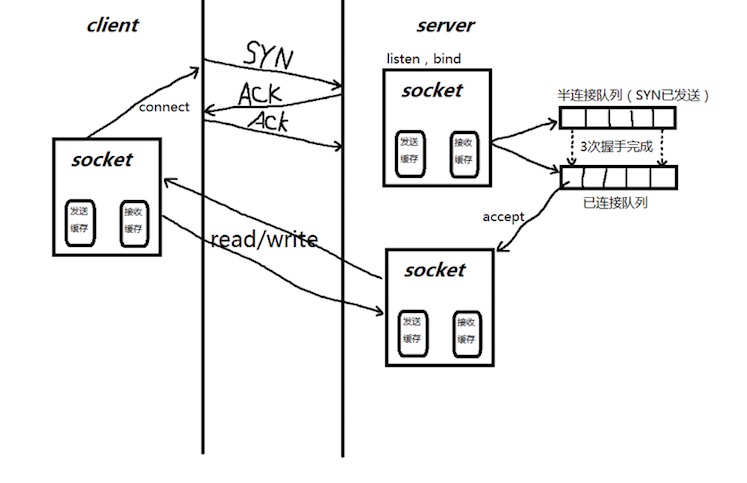 client
server
SYN
listen，bind
ACK
connect
ACK
socket
半连接队列（SYN已发送）
发送
缓存
接收
缓存
3次握手完成
已连接队列
socket
发送
缓存
接收
缓存
accept
read/write
socket
发送
缓存
接收
缓存